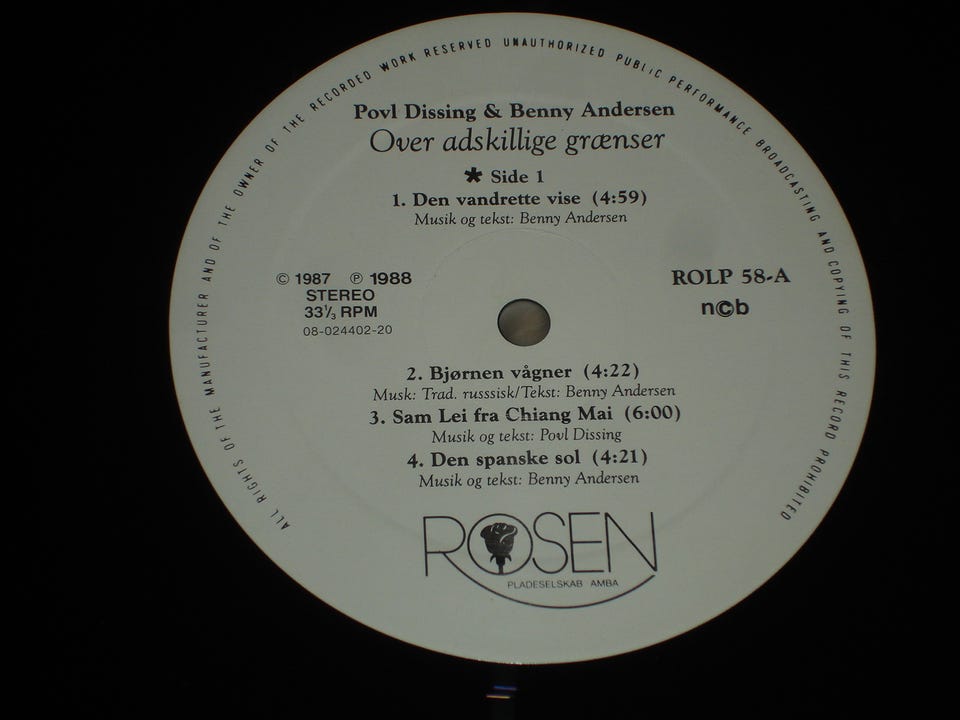 ALL RIGHTS OF THE MANUFACTURER AND OF THE OWNER OF THE RECORDED WORK RESERVED UNAUTHORIZED PUBLIC PERFORMANCE BROADCASTING AND COPYING OF THIS RECORD PROHIBITED
Povl Dissing & Benny Andersen
Over adskillige grænser
* Side 1
1. Den vandrette vise (4:59)
Musik og tekst: Benny Andersen
© 1987 ℗ 1988
STEREO
33⅓ RPM
08-024402-20
ROLP 58-A
n©b
2. Bjørnen vågner (4:22)
Musk: Trad. russsisk/Tekst: Benny Andersen
3. Sam Lei fra Chiang Mai (6:00)
Musik og tekst: Povl Dissing
4. Den spanske sol (4:21)
Musik og tekst: Benny Andersen
ROSEN
PLADESELSKAB AMBA